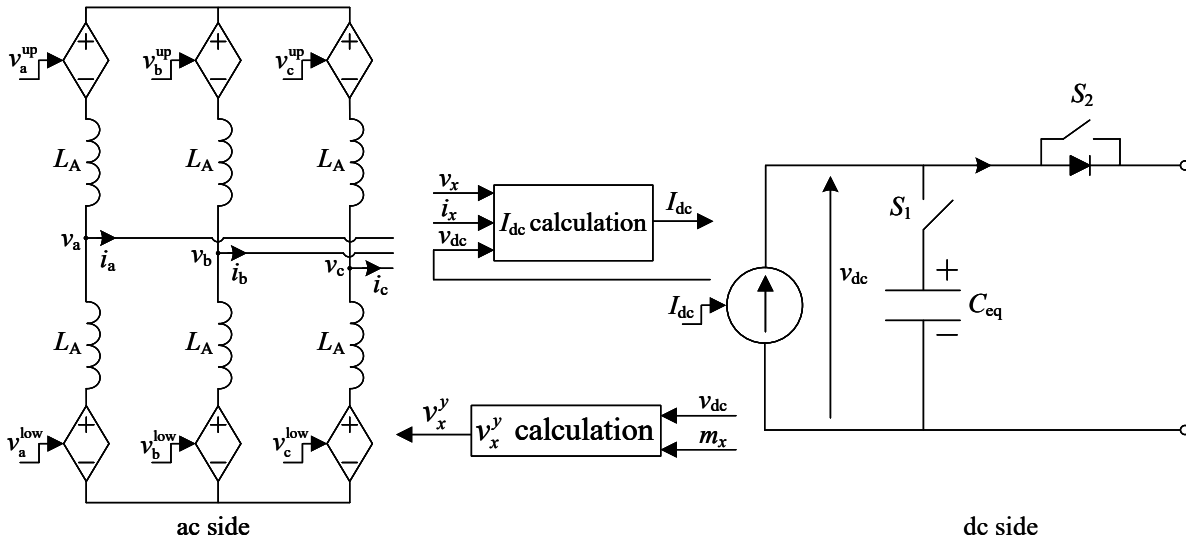 v_a^up
v_b^up
v_c^up
L_A
L_A
L_A
v_a
i_a
v_b
i_b
v_c
i_c
L_A
L_A
L_A
v_a^low
v_b^low
v_c^low
ac side
v_x
i_x
v_dc
I_dc calculation
I_dc
I_dc
v_x^y
v_x^y calculation
v_dc
m_x
v_dc
S_1
S_2
C_eq
dc side